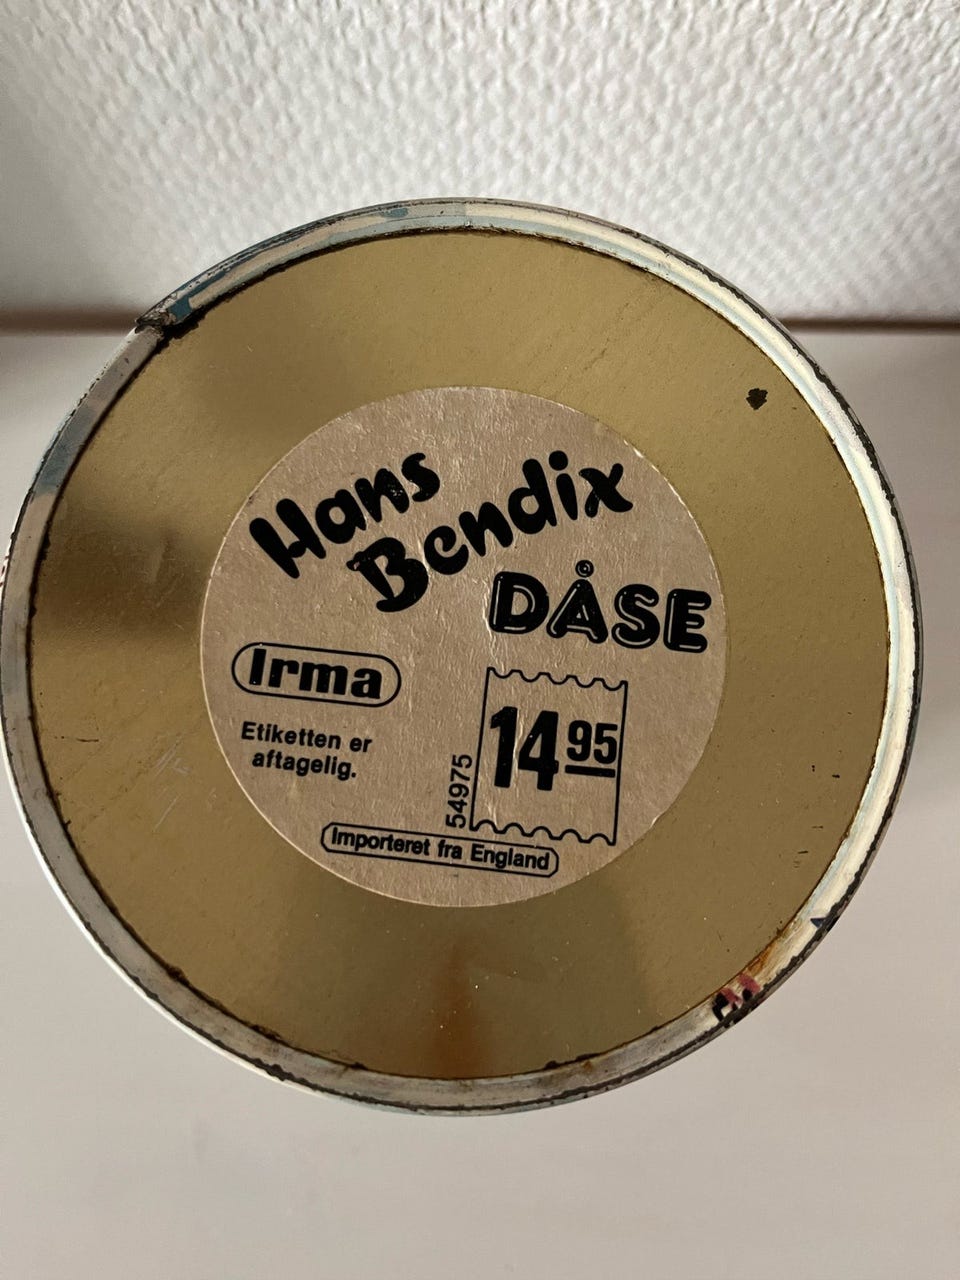 Hans
Bendix
DÅSE
Irma
Etiketten er
aftagelig.
54975
14 95
Importeret fra England